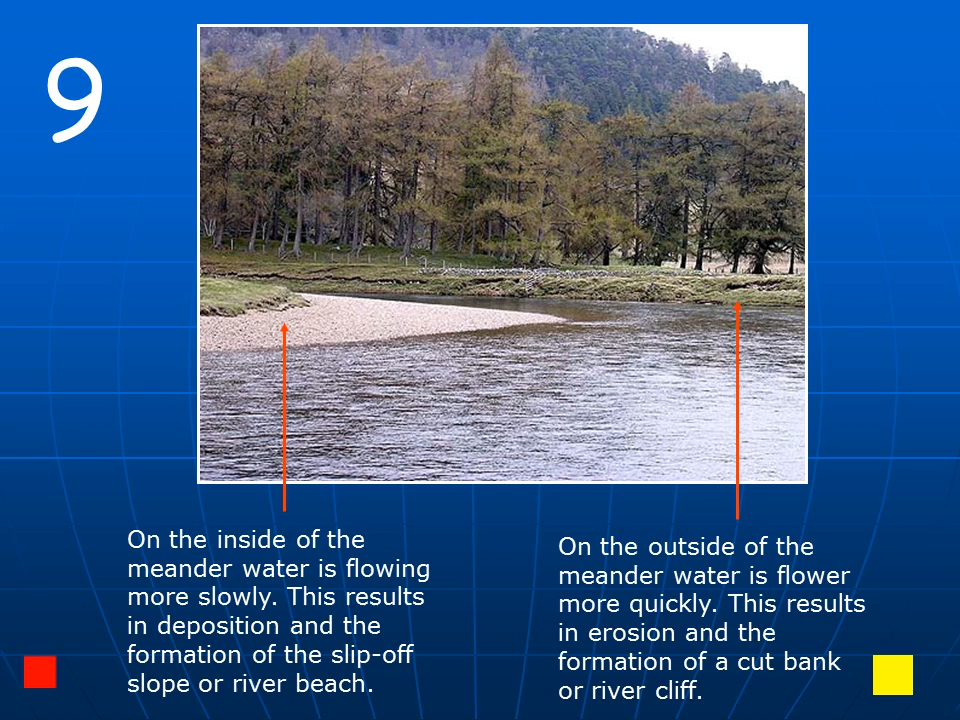 9
On the inside of the
meander water is flowing
more slowly. This results
in deposition and the
formation of the slip-off
slope or river beach.
On the outside of the
meander water is flower
more quickly. This results
in erosion and the
formation of a cut bank
or river cliff.